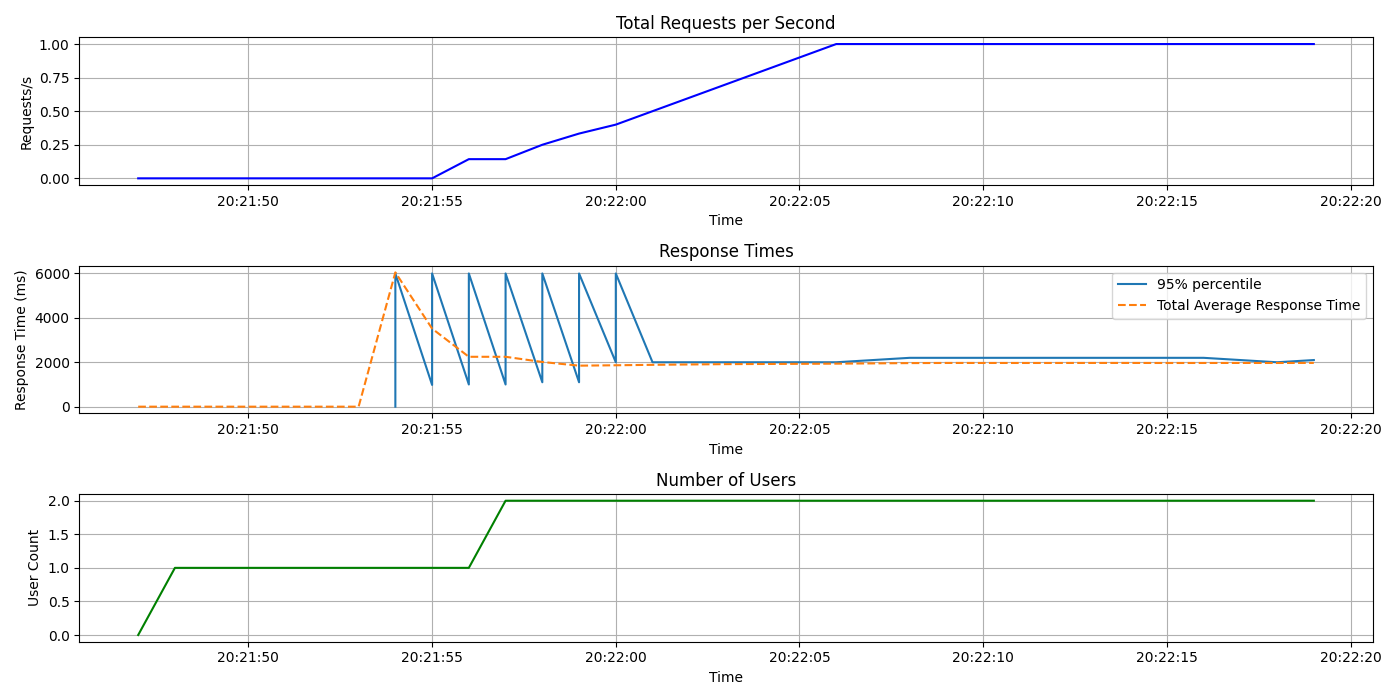 Total Requests per Second
1.00
0.75
0.50
0.25
0.00
Requests/s
20:21:50 20:21:55 20:22:00 20:22:05 20:22:10 20:22:15 20:22:20
Time
Response Times
6000
4000
2000
0
Response Time (ms)
95% percentile
Total Average Response Time
20:21:50 20:21:55 20:22:00 20:22:05 20:22:10 20:22:15 20:22:20
Time
Number of Users
2.0
1.5
1.0
0.5
0.0
User Count
20:21:50 20:21:55 20:22:00 20:22:05 20:22:10 20:22:15 20:22:20
Time